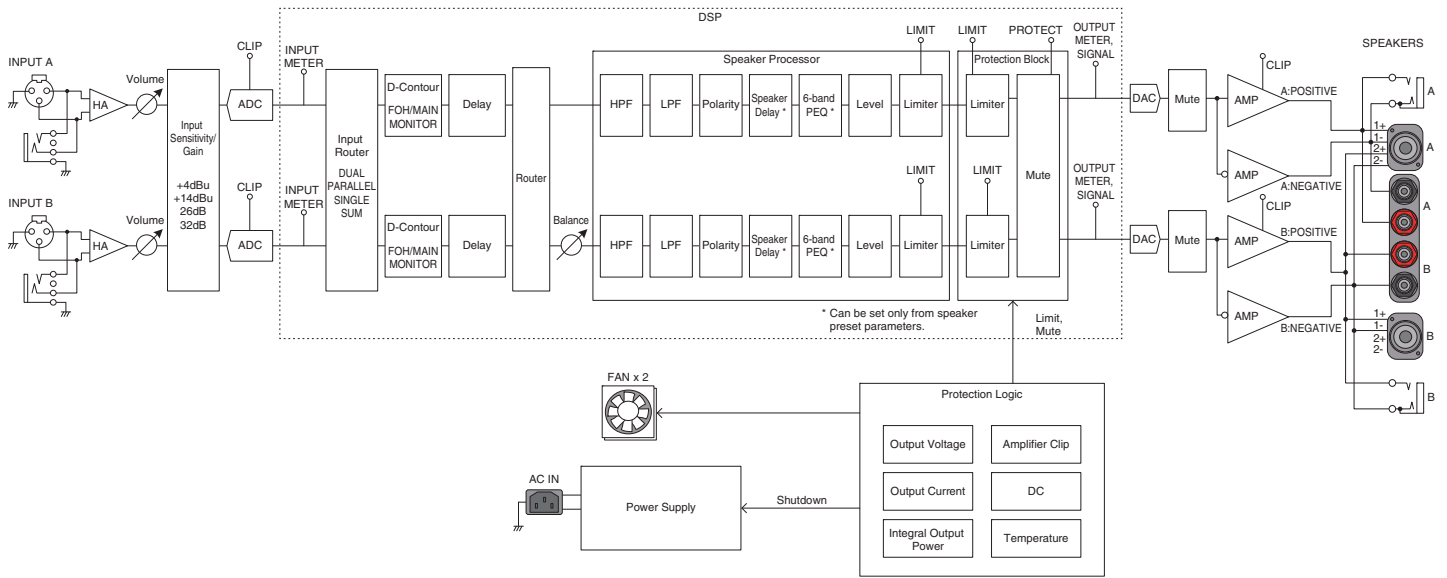 DSP
INPUT A
Volume
HA
Input
Sensitivity/
Gain
+4dBu
+14dBu
26dB
32dB
CLIP
ADC
INPUT
METER
Input
Router
DUAL
PARALLEL
SINGLE
SUM
D-Contour
FOH/MAIN
MONITOR
Delay
Router
Speaker Processor
HPF
LPF
Polarity
Speaker
Delay *
6-band
PEQ *
Level
LIMIT
Limiter
Protection Block
LIMIT
Limiter
PROTECT
Mute
OUTPUT
METER,
SIGNAL
DAC
Mute
CLIP
AMP
A:POSITIVE
AMP
A:NEGATIVE
SPEAKERS
A
1+
1-
2+
2-
A
A
INPUT B
Volume
HA
CLIP
ADC
INPUT
METER
D-Contour
FOH/MAIN
MONITOR
Delay
Balance
HPF
LPF
Polarity
Speaker
Delay *
6-band
PEQ *
Level
LIMIT
Limiter
LIMIT
Limiter
OUTPUT
METER,
SIGNAL
DAC
Mute
CLIP
AMP
B:POSITIVE
AMP
B:NEGATIVE
B
1+
1-
2+
2-
B
B
* Can be set only from speaker
preset parameters.
Limit,
Mute
FAN x 2
Protection Logic
Output Voltage
Amplifier Clip
Output Current
DC
Integral Output
Power
Temperature
AC IN
Power Supply
Shutdown